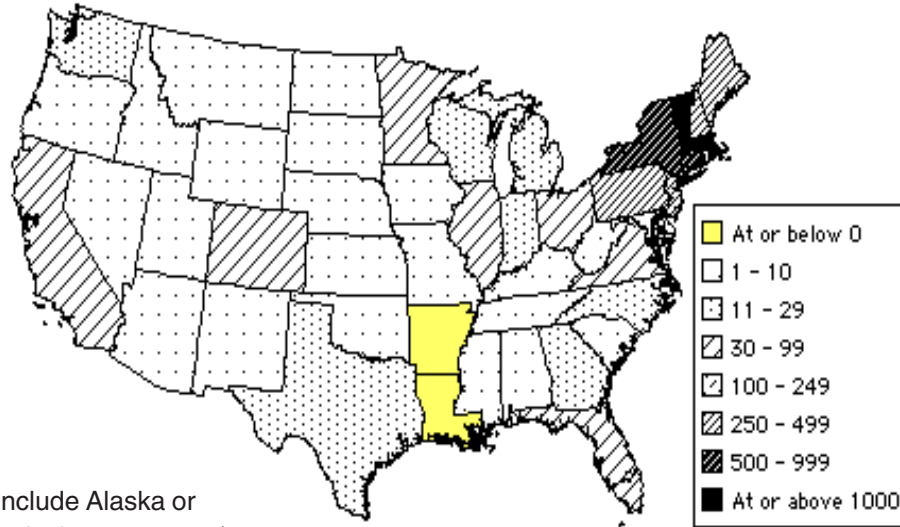 At or below 0
1 - 10
11 - 29
30 - 99
100 - 249
250 - 499
500 - 999
At or above 1000
include Alaska or